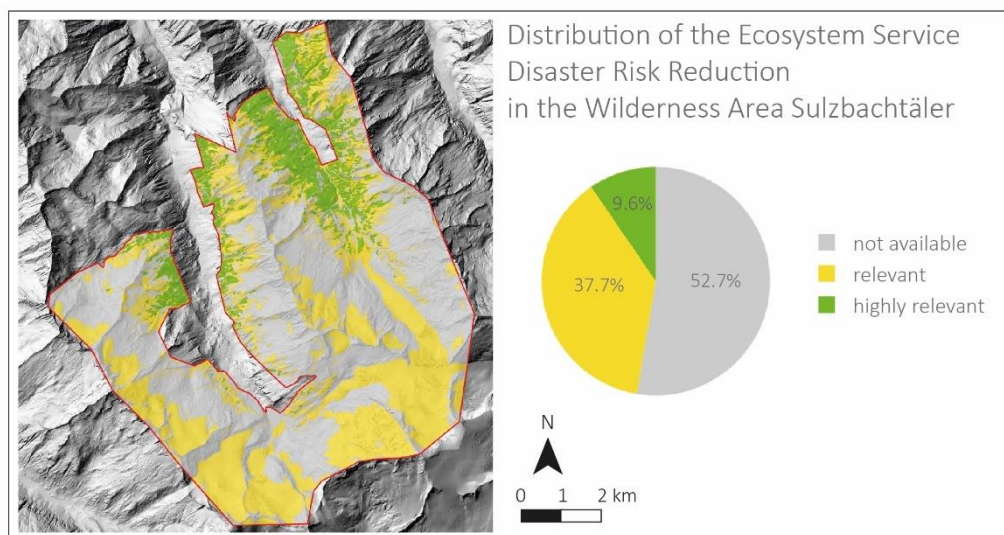 Distribution of the Ecosystem Service
Disaster Risk Reduction
in the Wilderness Area Sulzbachtäler
9.6%
37.7%
52.7%
not available
relevant
highly relevant
N
0 1 2 km